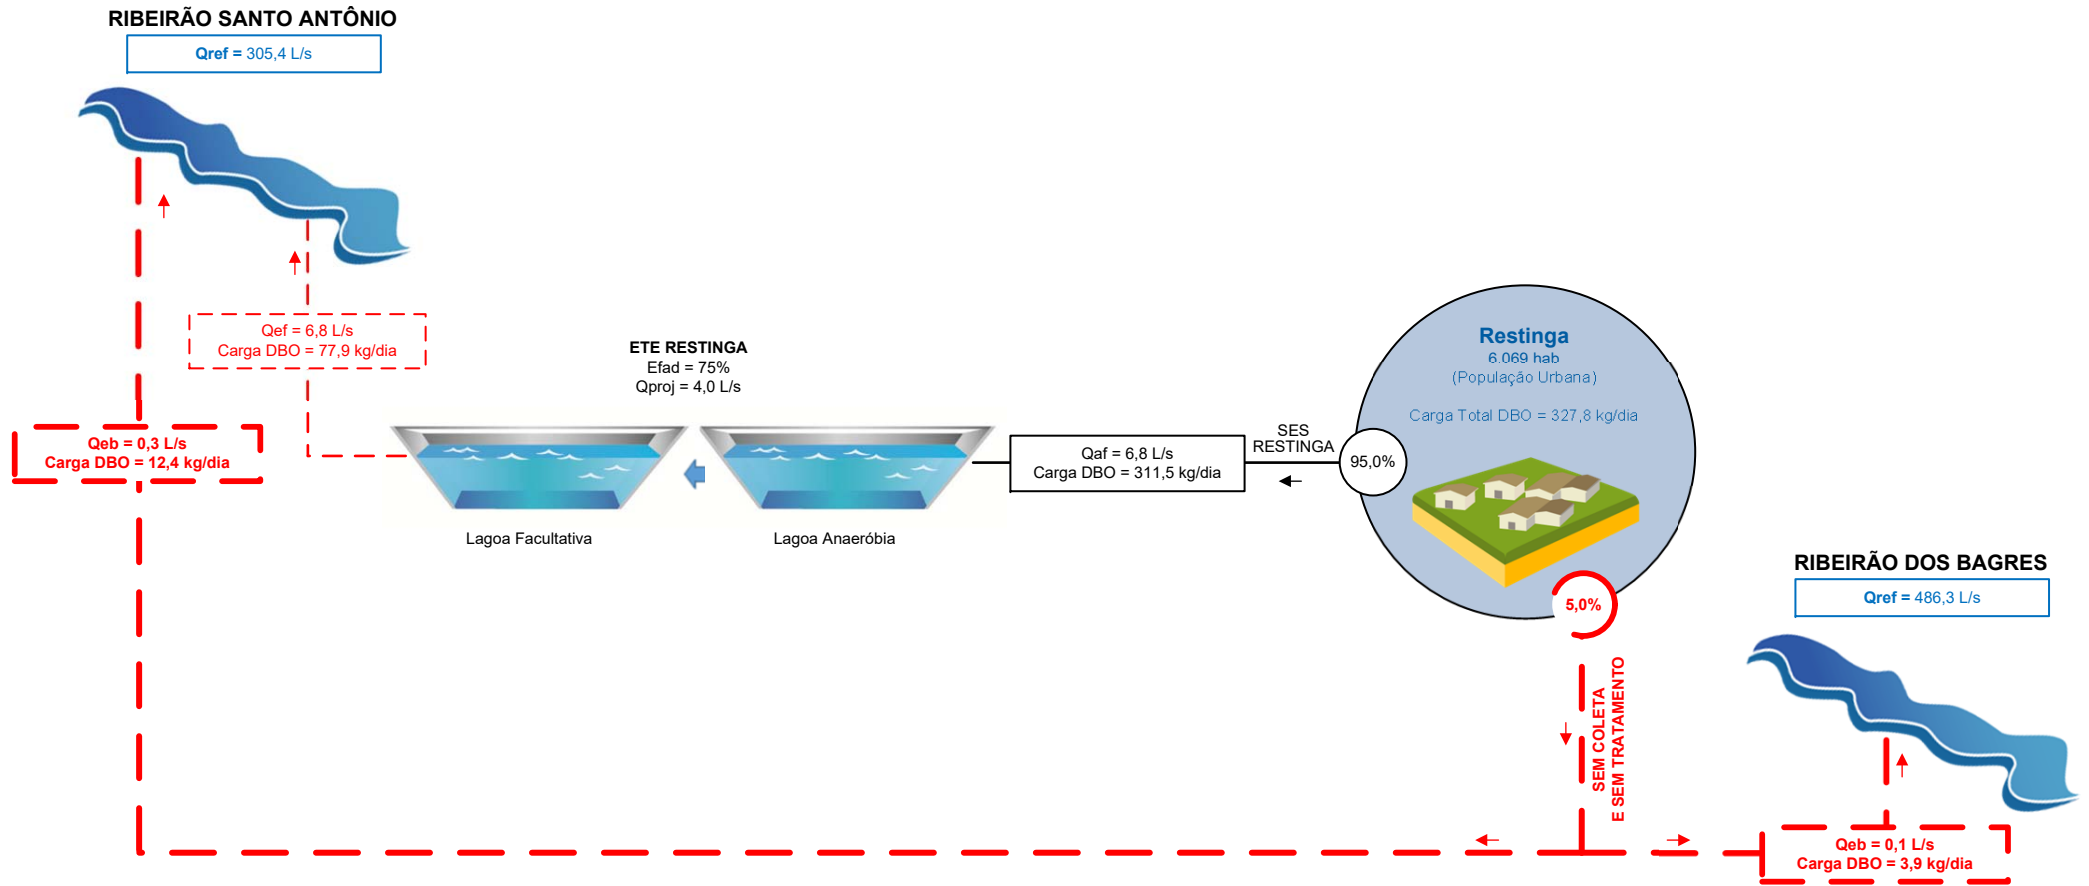 RIBEIRÃO SANTO ANTÔNIO
Qref = 305,4 L/s
Qef = 6,8 L/s
Carga DBO = 77,9 kg/dia
Qeb = 0,3 L/s
Carga DBO = 12,4 kg/dia
ETE RESTINGA
Efad = 75%
Qproj = 4,0 L/s
Lagoa Facultativa
Lagoa Anaeróbia
Qaf = 6,8 L/s
Carga DBO = 311,5 kg/dia
SES
RESTINGA
95,0%
Restinga
6.069 hab
(População Urbana)
Carga Total DBO = 327,8 kg/dia
5,0%
SEM COLETA
E SEM TRATAMENTO
RIBEIRÃO DOS BAGRES
Qref = 486,3 L/s
Qeb = 0,1 L/s
Carga DBO = 3,9 kg/dia